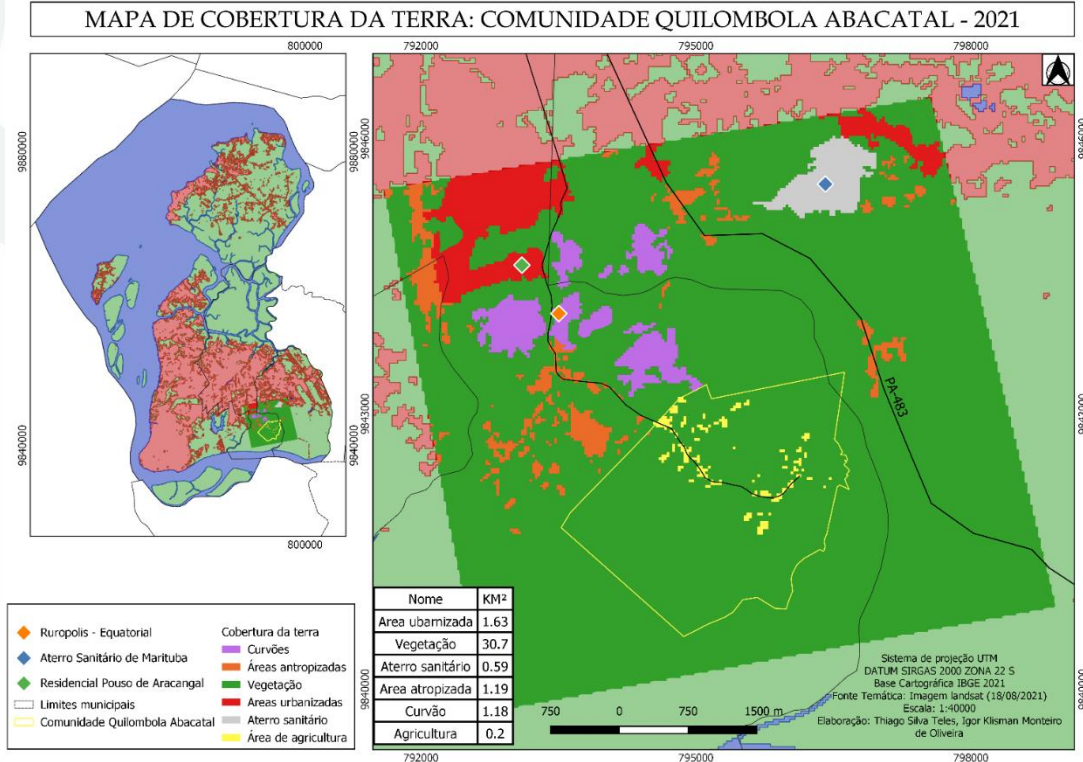 MAPA DE COBERTURA DA TERRA: COMUNIDADE QUILOMBOLA ABACATAL - 2021
800000
9880000
9880000
9840000
9840000
800000
792000
795000
798000
9846000
9846000
9843000
9843000
9840000
9840000
792000
795000
798000
PA-483
Ruropolis - Equatorial
Aterro Sanitário de Marituba
Residencial Pouso de Aracangal
Limites municipais
Comunidade Quilombola Abacatal
Cobertura da terra
Curvões
Áreas antropizadas
Vegetação
Áreas urbanizadas
Aterro sanitário
Área de agricultura
Nome KM²
Area ubarnizada 1.63
Vegetação 30.7
Aterro sanitário 0.59
Area atropizada 1.19
Curvão 1.18
Agricultura 0.2
750 0 750 1500 m
Sistema de projeção UTM
DATUM SIRGAS 2000 ZONA 22 S
Base Cartográfica IBGE 2021
Fonte Temática: Imagem landsat (18/08/2021)
Escala: 1:40000
Elaboração: Thiago Silva Teles, Igor Klisman Monteiro
de Oliveira